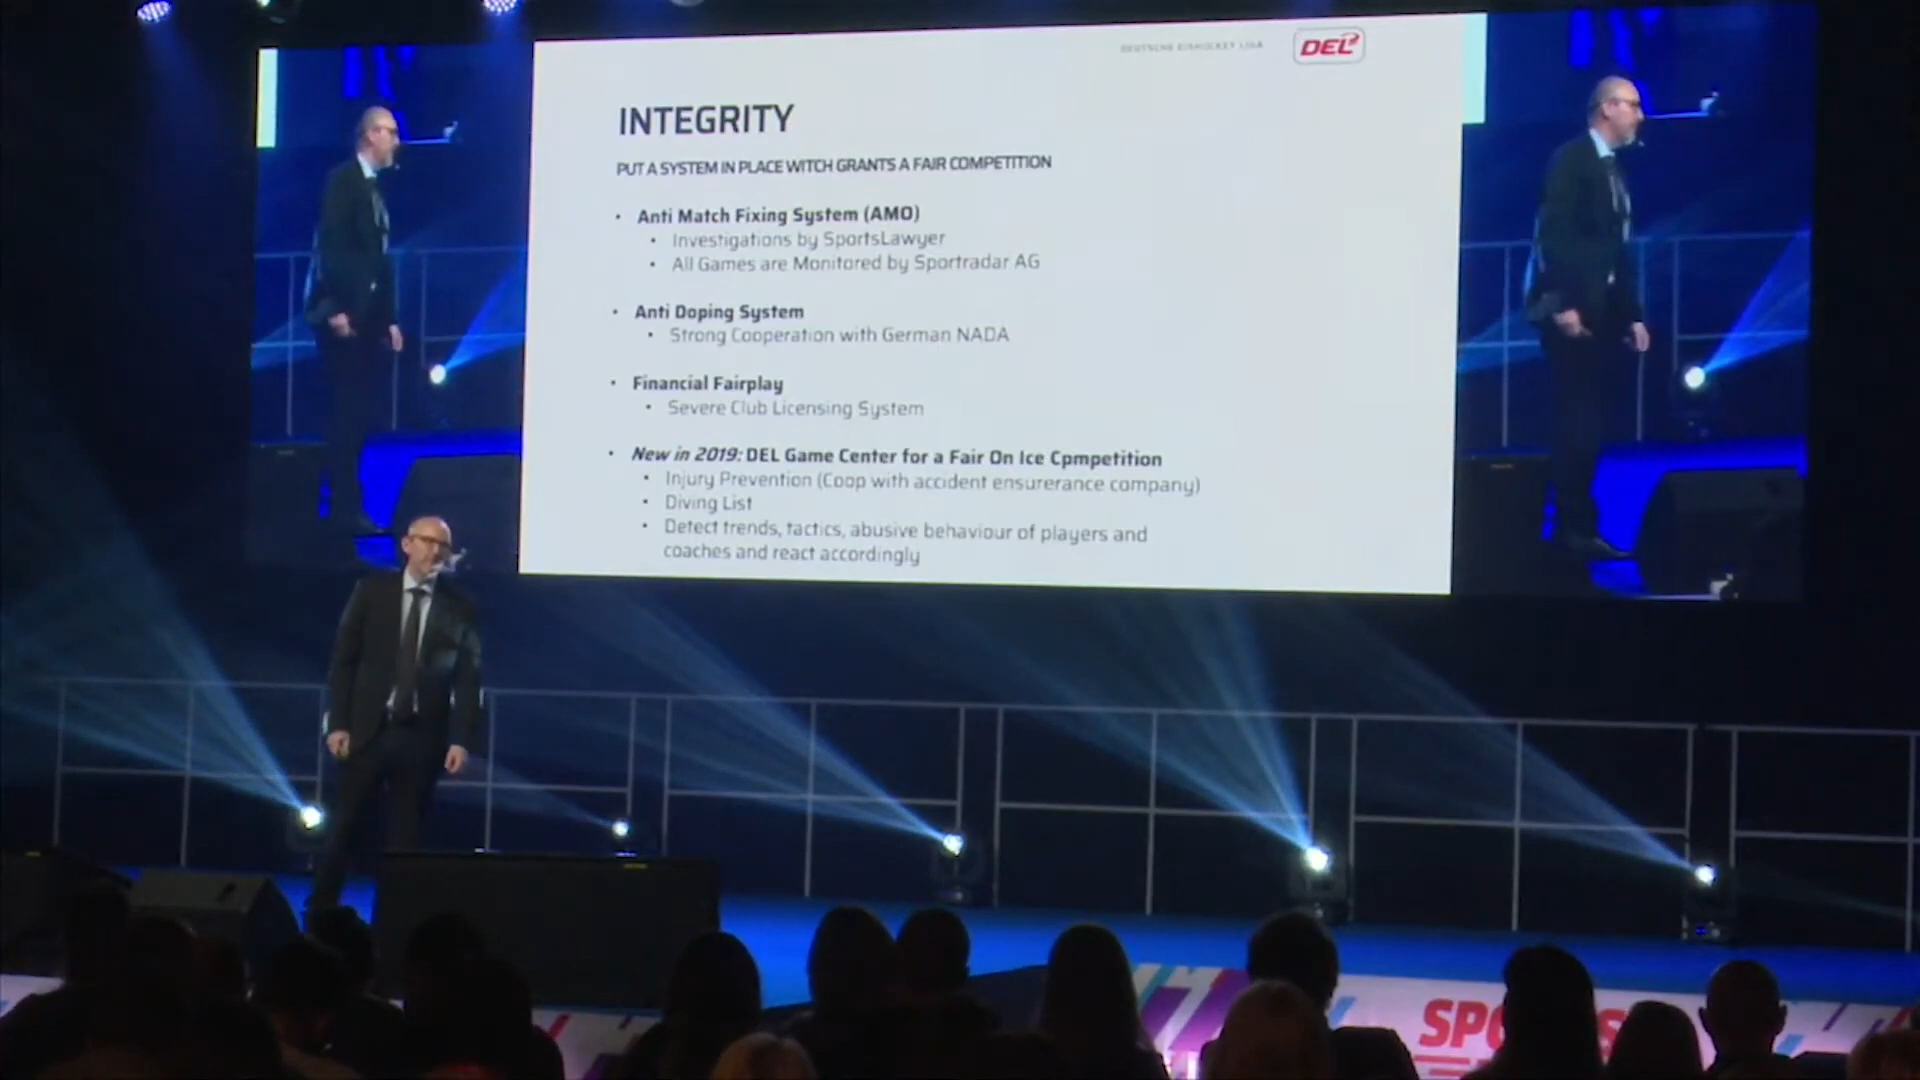 DEUTSCHE EISHOCKEY LIGA
DEL
INTEGRITY
PUT A SYSTEM IN PLACE WITCH GRANTS A FAIR COMPETITION
• Anti Match Fixing System (AMO)
• Investigations by SportsLawyer
• All Games are Monitored by Sportradar AG
• Anti Doping System
• Strong Cooperation with German NADA
• Financial Fairplay
• Severe Club Licensing System
• New in 2019: DEL Game Center for a Fair On Ice Cpmpetition
• Injury Prevention (Coop with accident ensurerance company)
• Diving List
• Detect trends, tactics, abusive behaviour of players and
coaches and react accordingly